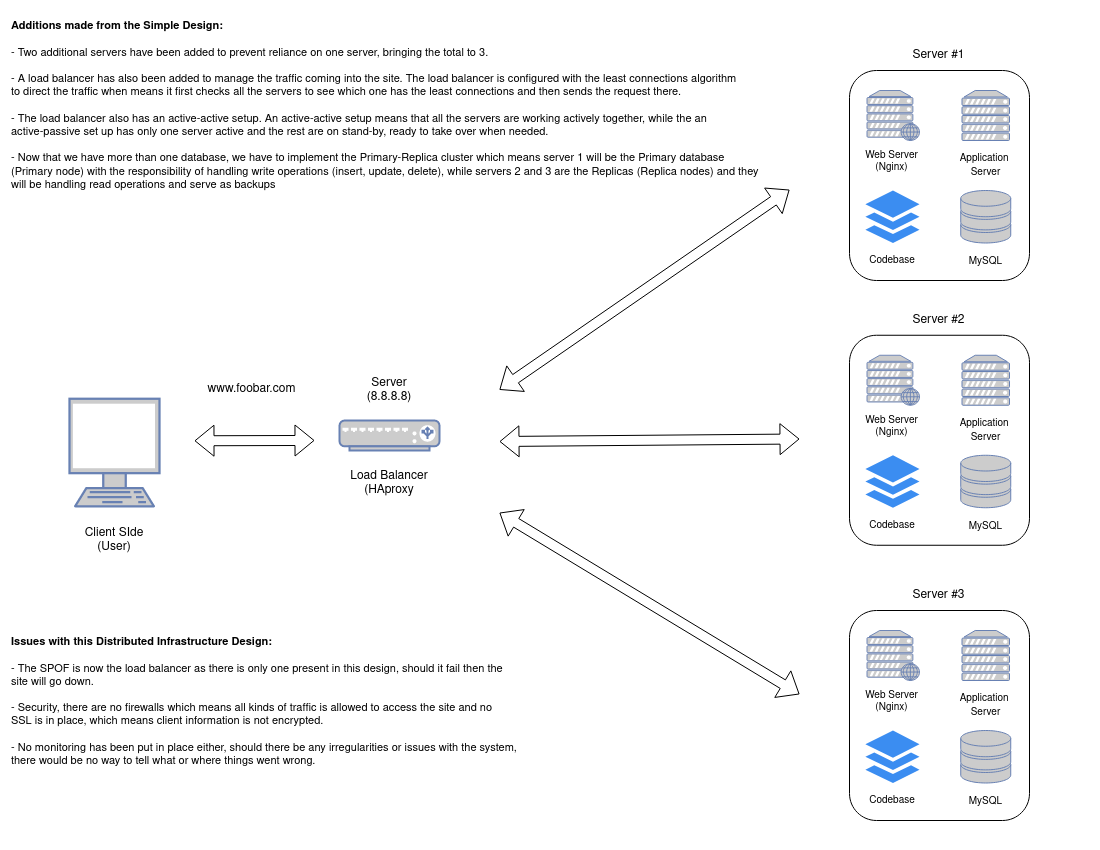 Additions made from the Simple Design:
- Two additional servers have been added to prevent reliance on one server, bringing the total to 3.
- A load balancer has also been added to manage the traffic coming into the site. The load balancer is configured with the least connections algorithm
to direct the traffic when means it first checks all the servers to see which one has the least connections and then sends the request there.
- The load balancer also has an active-active setup. An active-active setup means that all the servers are working actively together, while the an
active-passive set up has only one server active and the rest are on stand-by, ready to take over when needed.
- Now that we have more than one database, we have to implement the Primary-Replica cluster which means server 1 will be the Primary database
(Primary node) with the responsibility of handling write operations (insert, update, delete), while servers 2 and 3 are the Replicas (Replica nodes) and they
will be handling read operations and serve as backups
Server #1
Web Server
(Nginx)
Application
Server
Codebase
MySQL
Server #2
Web Server
(Nginx)
Application
Server
Codebase
MySQL
www.foobar.com
Server
(8.8.8.8)
Load Balancer
(HAproxy
Client SIde
(User)
Server #3
Web Server
(Nginx)
Application
Server
Codebase
MySQL
Issues with this Distributed Infrastructure Design:
- The SPOF is now the load balancer as there is only one present in this design, should it fail then the
site will go down.
- Security, there are no firewalls which means all kinds of traffic is allowed to access the site and no
SSL is in place, which means client information is not encrypted.
- No monitoring has been put in place either, should there be any irregularities or issues with the system,
there would be no way to tell what or where things went wrong.